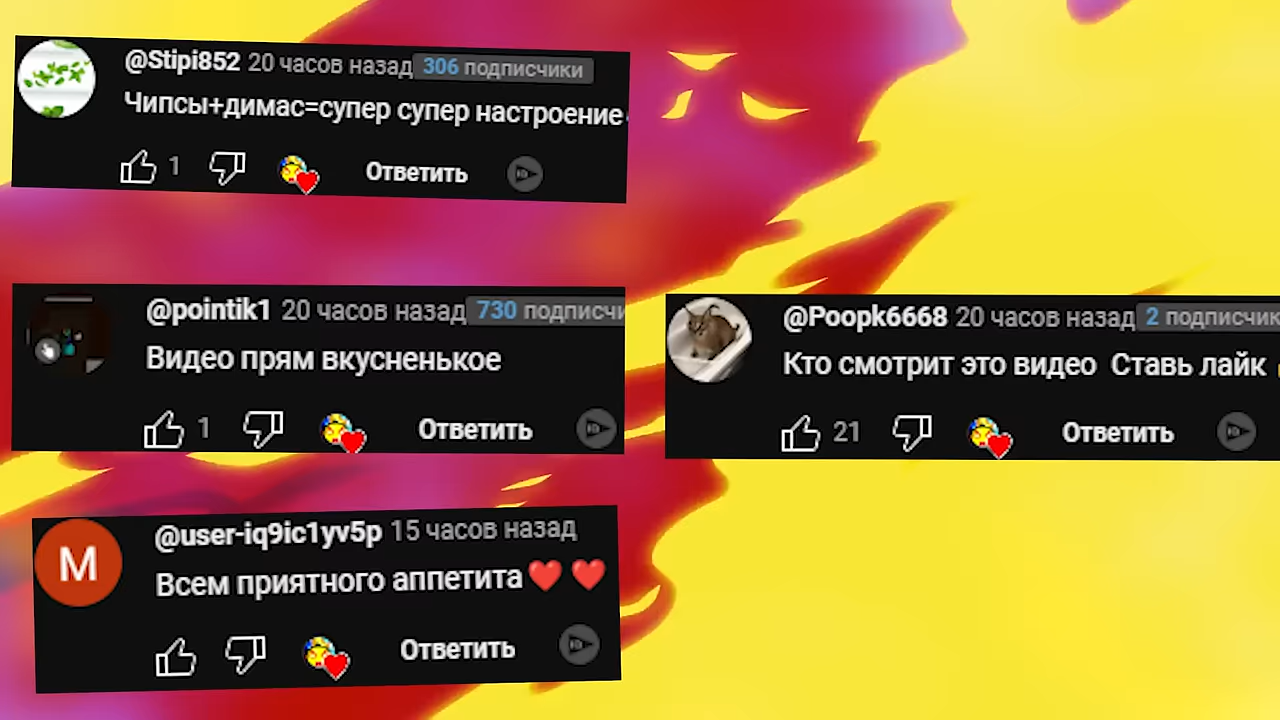 @Stipi852 20 часов назад 306 подписчики
Чипсы+димас=супер супер настроение
1 Ответить
@pointik1 20 часов назад 730 подписчи
Видео прям вкусненькое
1 Ответить
@Poopk6668 20 часов назад 2 подписчик
Кто смотрит это видео Ставь лайк
21 Ответить
@user-iq9ic1yv5p 15 часов назад
Всем приятного аппетита❤️❤️
Ответить
M